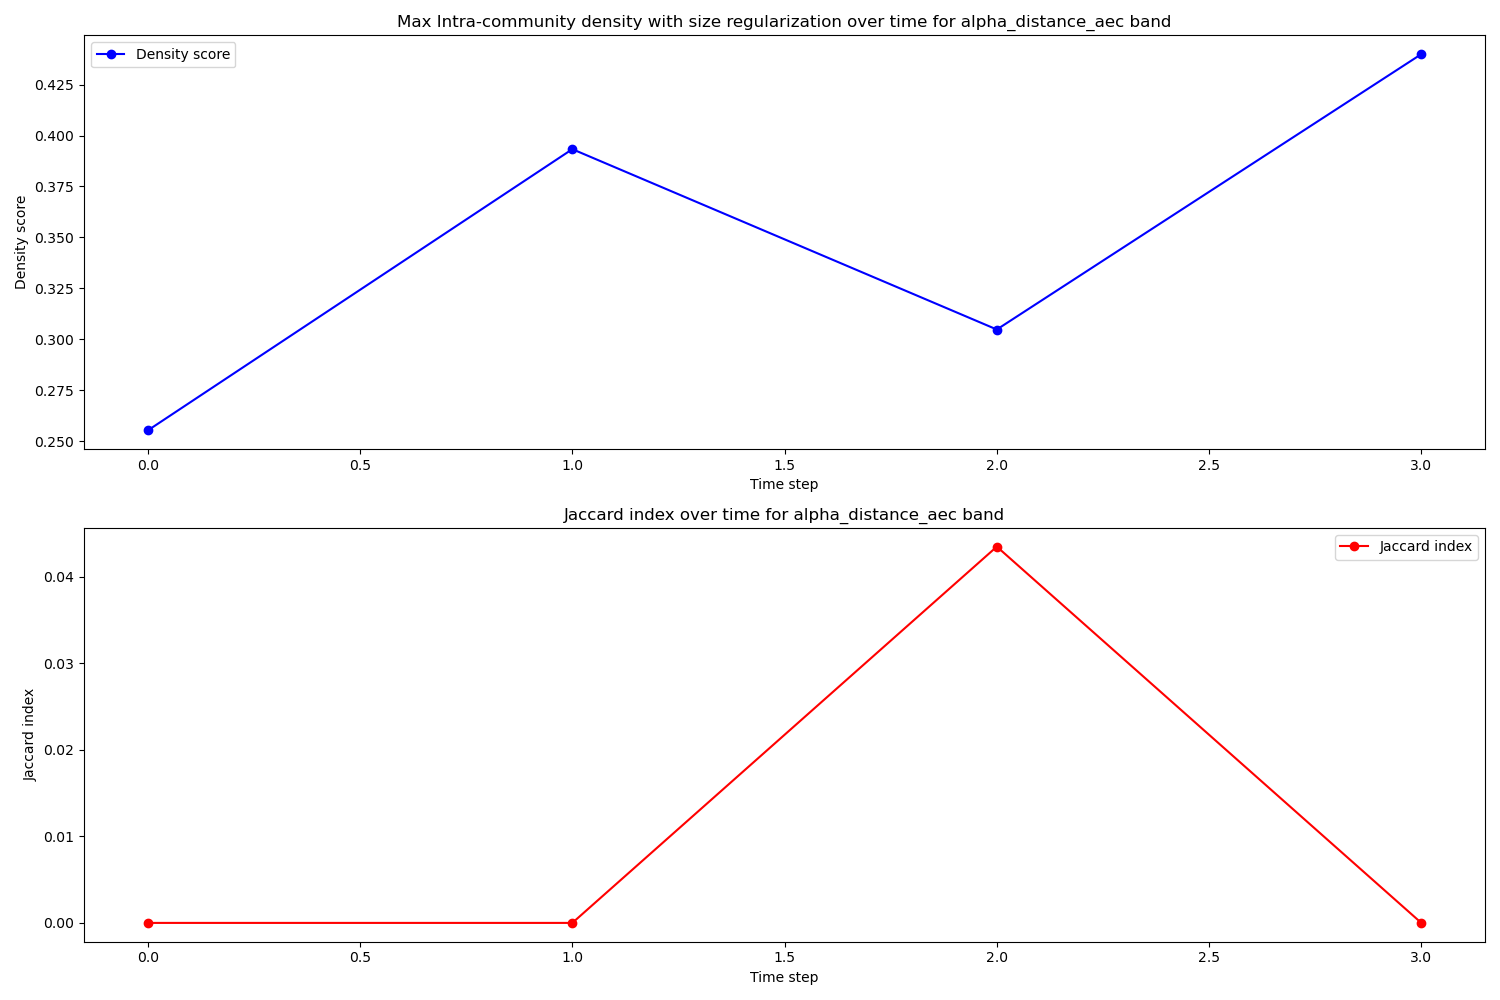 Max Intra-community density with size regularization over time for alpha_distance_aec band
Density score
0.425
0.400
0.375
0.350
0.325
0.300
0.275
0.250
Density score
0.0 0.5 1.0 1.5 2.0 2.5 3.0
Time step
Jaccard index over time for alpha_distance_aec band
Jaccard index
0.04
0.03
0.02
0.01
0.00
Jaccard index
0.0 0.5 1.0 1.5 2.0 2.5 3.0
Time step